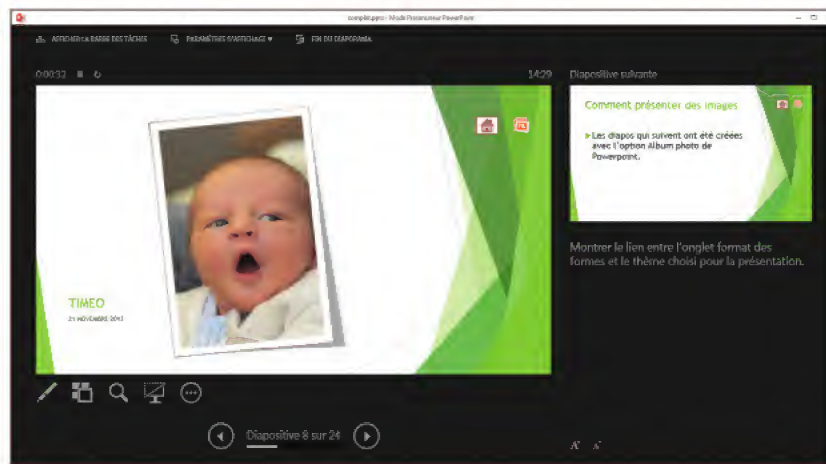 complet.pptx - Mode Présentateur PowerPoint
AFFICHER LA BARRE DES TÂCHES
PARAMÈTRES D'AFFICHAGE
FIN DU DIAPORAMA
0:00:32
14:29
Diapositive suivante
TIMEO
21 NOVEMBRE 2012
Comment présenter des images
Les diapos qui suivent ont été créées
avec l'option Album photo de
Powerpoint.
Montrer le lien entre l'onglet format des
formes et le thème choisi pour la présentation.
Diapositive 8 sur 24
A A